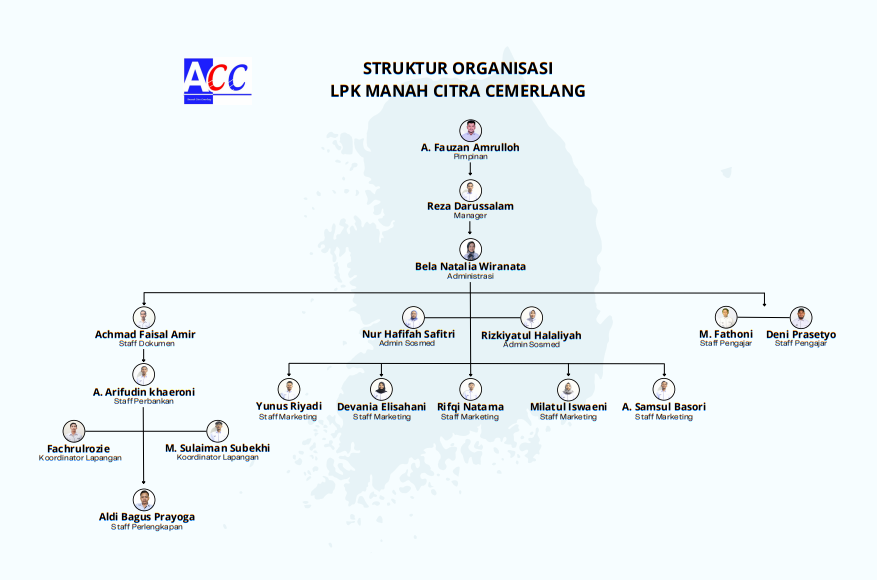 ACC
STRUKTUR ORGANISASI
LPK MANAH CITRA CEMERLANG
A. Fauzan Amrulloh
Pimpinan
Reza Darussalam
Manager
Bela Natalia Wiranata
Administrasi
Achmad Faisal Amir
Staff Dokumen
Nur Hafifah Safitri
Admin Sosmed
Rizkiyatul Halaliyah
Admin Sosmed
M. Fathoni
Staff Pengajar
Deni Prasetyo
Staff Pengajar
A. Arifudin khaeroni
Staff Perbankan
Yunus Riyadi
Staff Marketing
Devania Elisahani
Staff Marketing
Rifqi Natama
Staff Marketing
Milatul Iswaeni
Staff Marketing
A. Samsul Basori
Staff Marketing
Fachrulrozie
Koordinator Lapangan
M. Sulaiman Subekhi
Koordinator Lapangan
Aldi Bagus Prayoga
Staff Perlengkapan